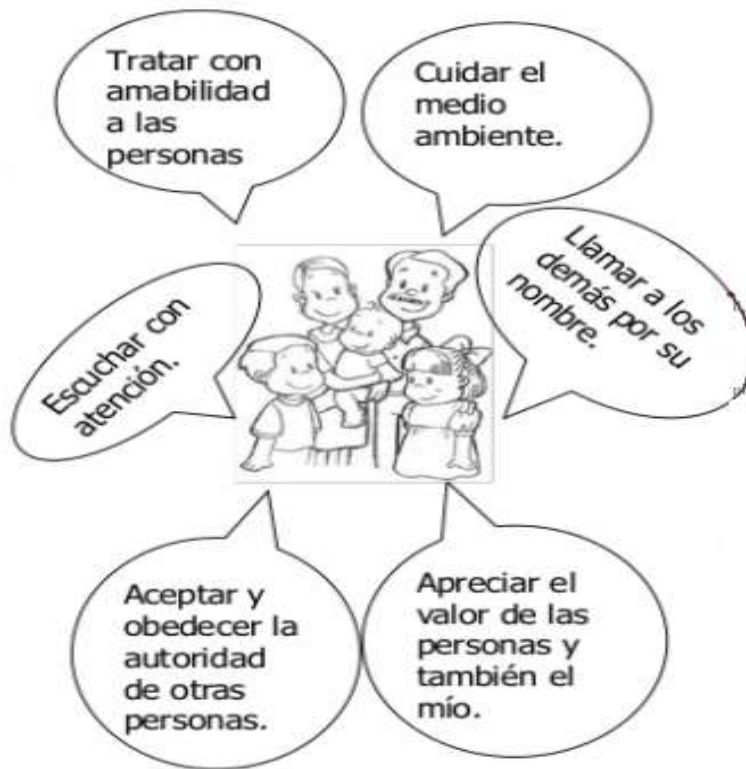 Tratar con
amabilidad
a las
personas
Cuidar el
medio
ambiente.
Escuchar con
atención.
Llamar a los
demás por su
nombre.
Aceptar y
obedecer la
autoridad
de otras
personas.
Apreciar el
valor de las
personas y
también el
mío.